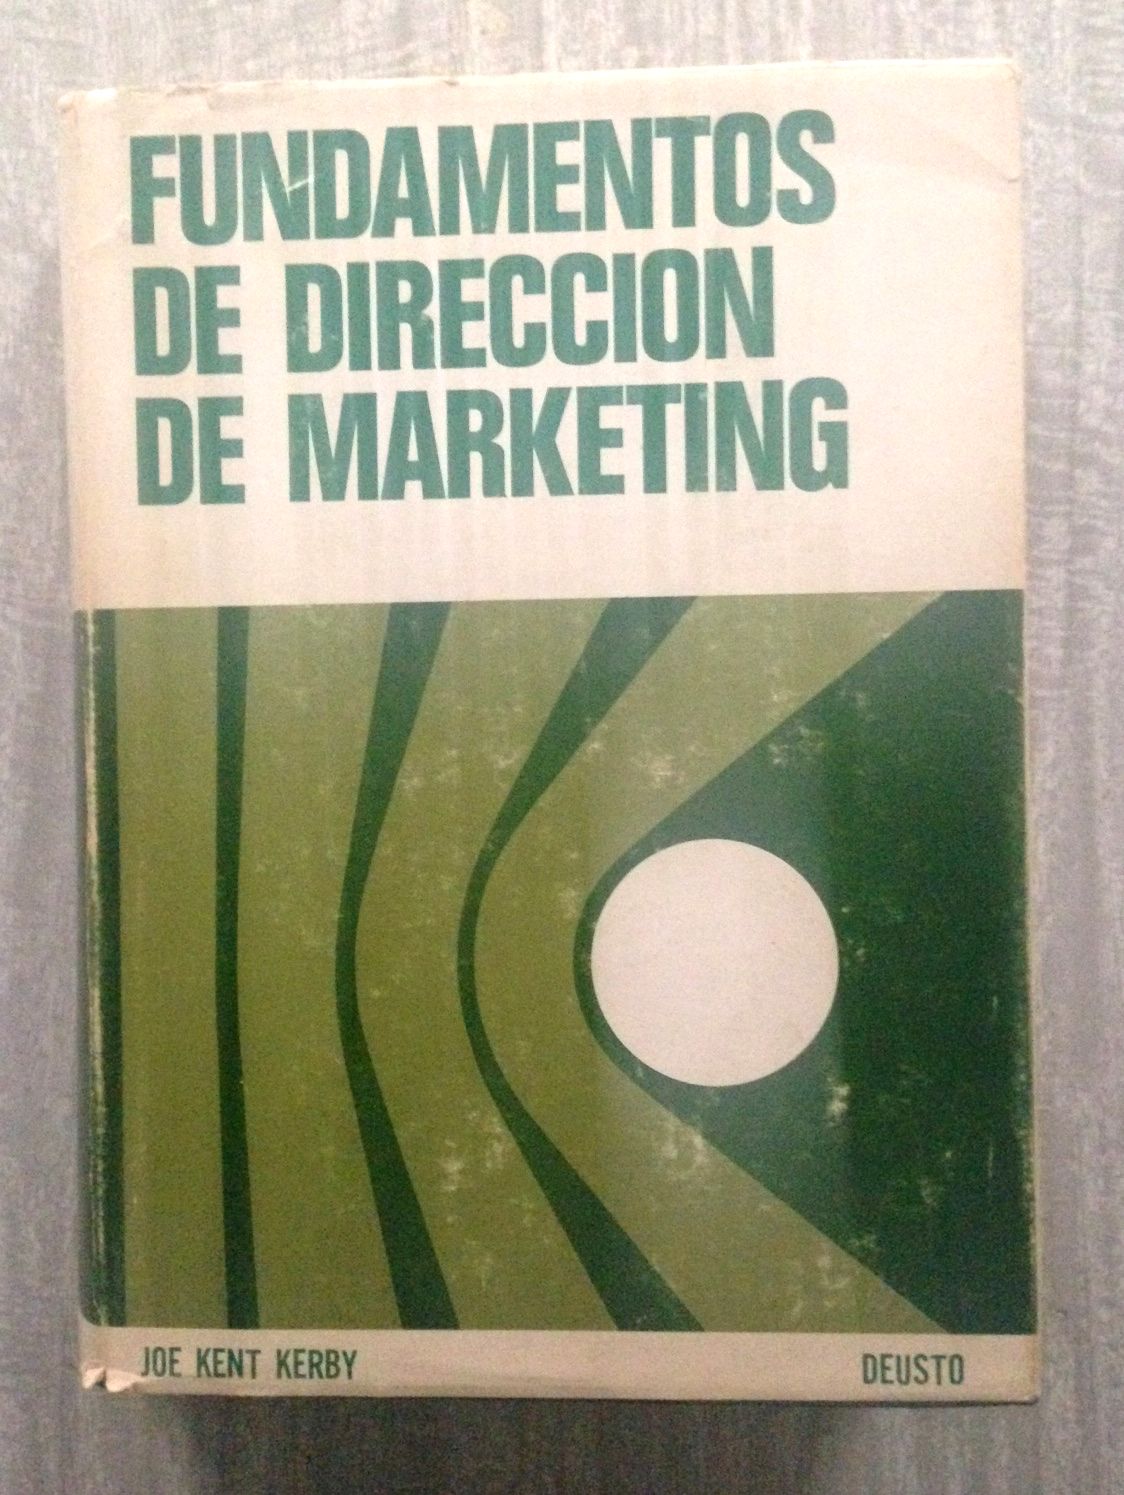 FUNDAMENTOS
DE DIRECCION
DE MARKETING
JOE KENT KERBY
DEUSTO